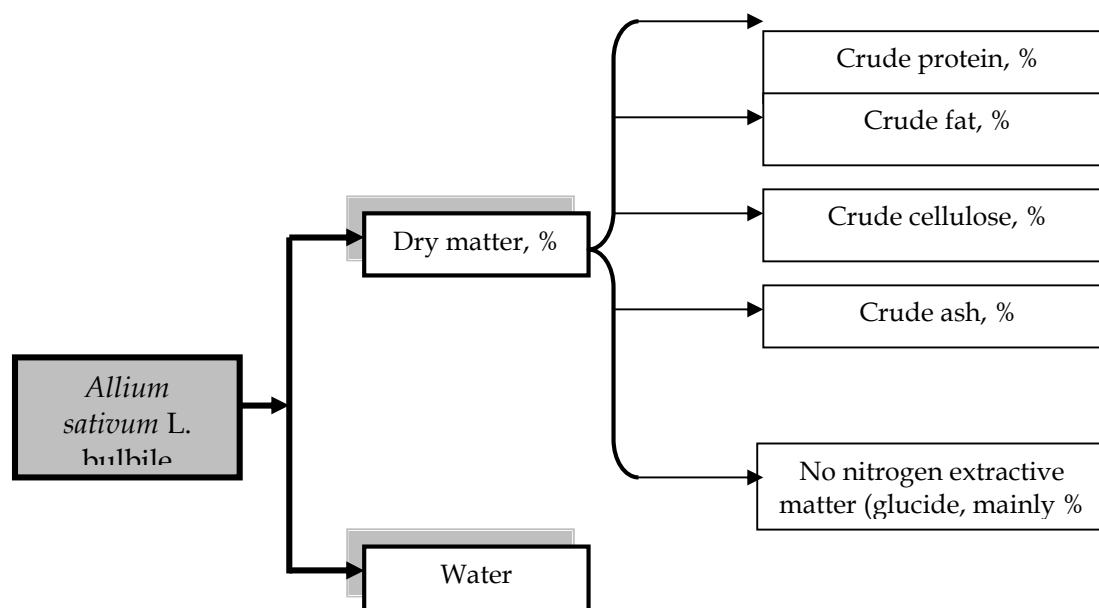 Crude protein, %
Crude fat, %
Crude cellulose, %
Dry matter, %
Crude ash, %
Allium
sativum L.
bulbile
No nitrogen extractive
matter (glucide, mainly %
Water